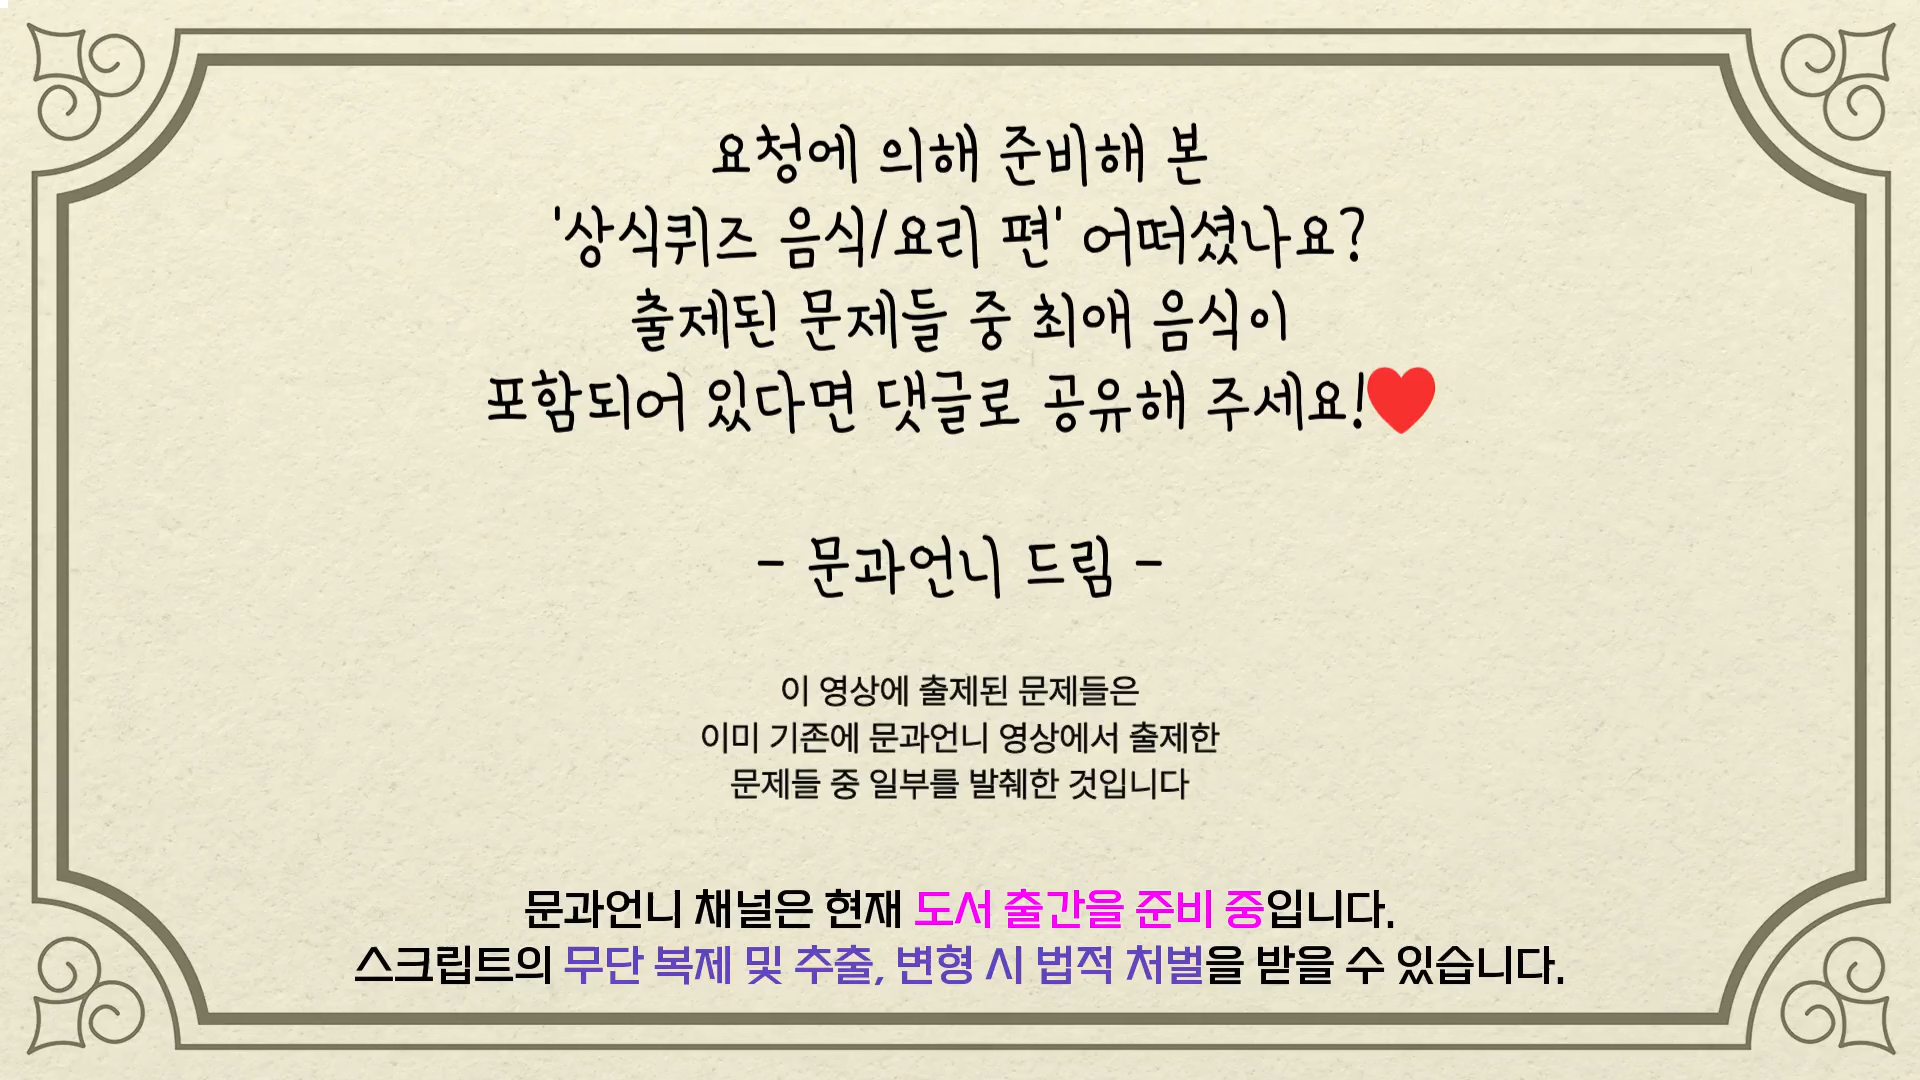 요청에 의해 준비해 본
'상식퀴즈 음식/요리 편' 어떠셨나요?
출제된 문제들 중 최애 음식이
포함되어 있다면 댓글로 공유해 주세요!♥
- 문과언니 드림 -
이 영상에 출제된 문제들은
이미 기존에 문과언니 영상에서 출제한
문제들 중 일부를 발췌한 것입니다
문과언니 채널은 현재 도서 출간을 준비 중입니다.
스크립트의 무단 복제 및 추출, 변형 시 법적 처벌을 받을 수 있습니다.